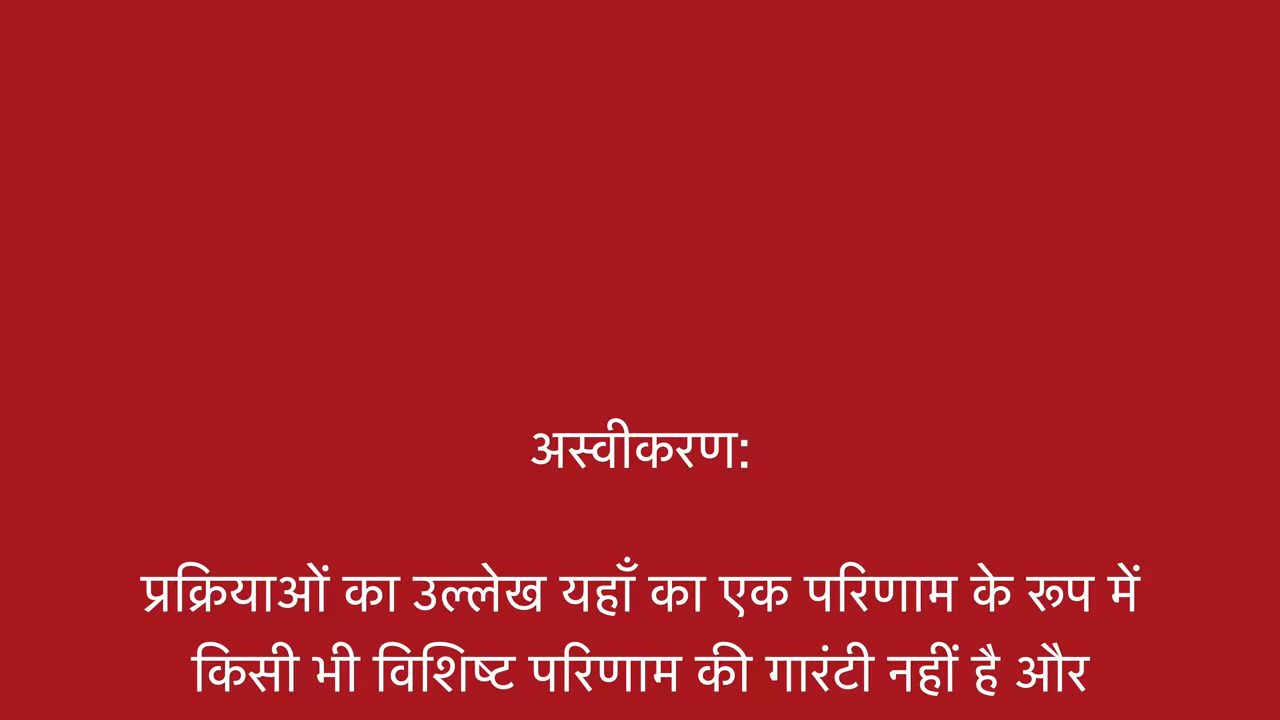 अस्वीकरण:
प्रक्रियाओं का उल्लेख यहाँ का एक परिणाम के रूप में
किसी भी विशिष्ट परिणाम की गारंटी नहीं है और